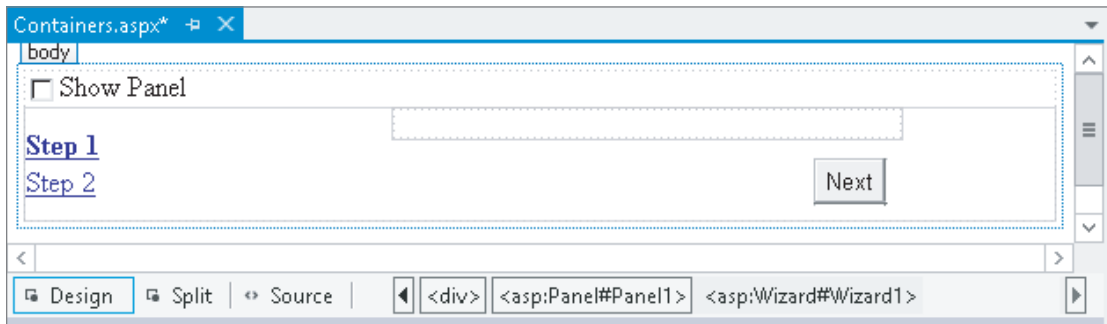 Containers.aspx*
body
Show Panel
Step 1
Step 2
Next
Design Split Source <div> <asp:Panel#Panel1> <asp:Wizard#Wizard1>